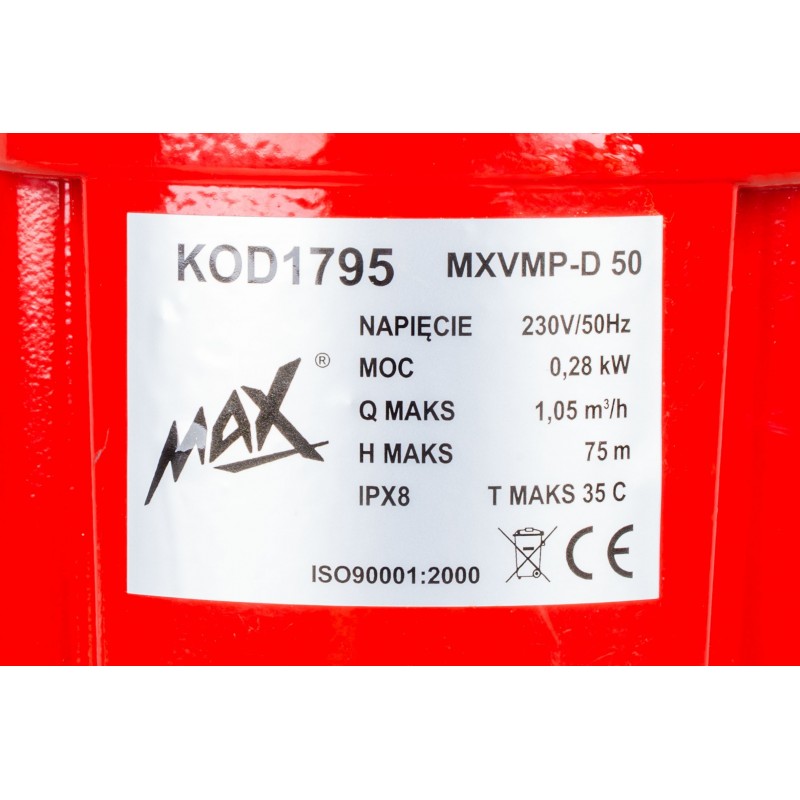 KOD1795 MXVMP-D 50
NAPIĘCIE 230V/50Hz
MOC 0,28 kW
MAX ®
Q MAKS 1,05 m³/h
H MAKS 75 m
IPX8 T MAKS 35 C
ISO90001:2000 CE